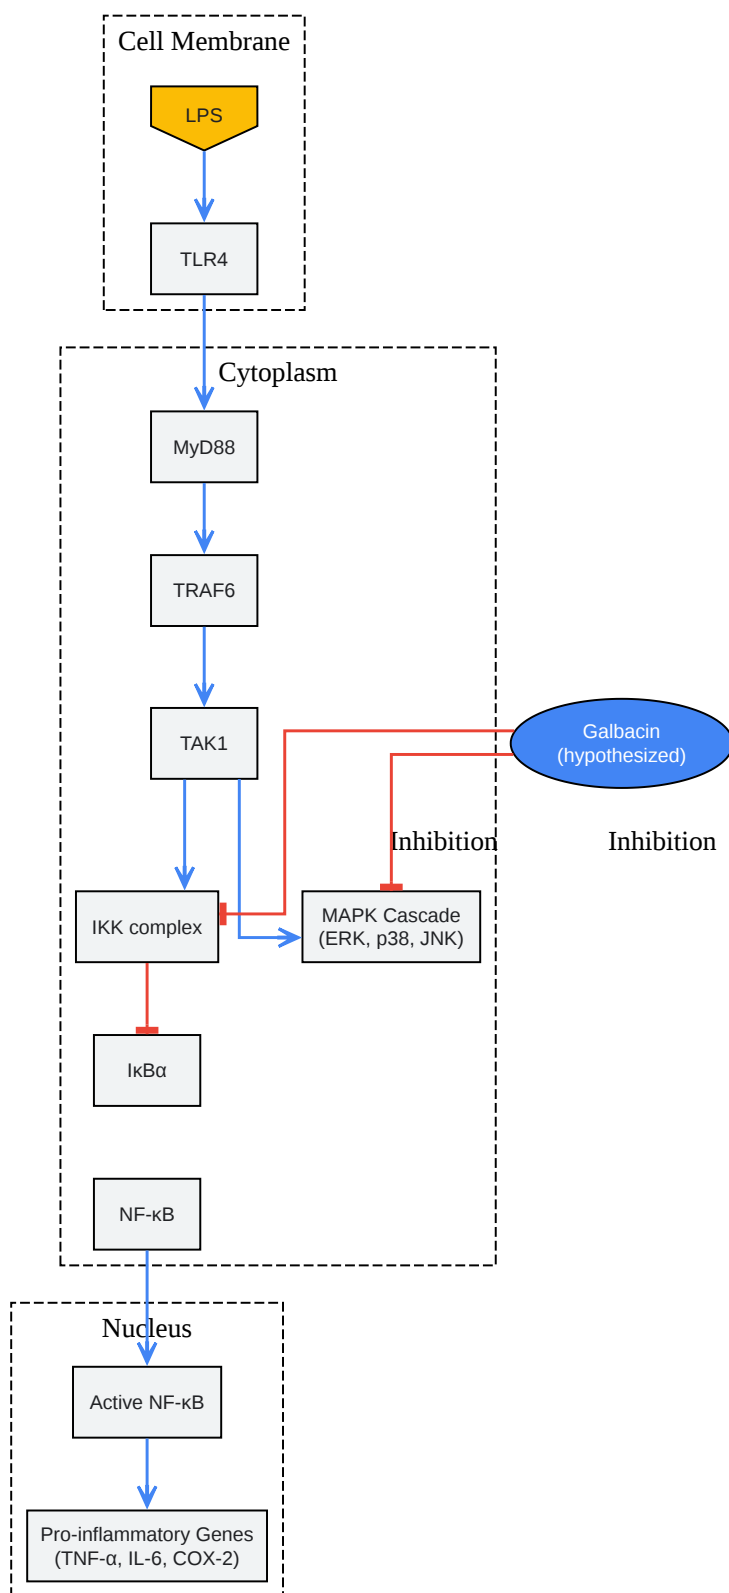 Cell Membrane
LPS
TLR4
Cytoplasm
MyD88
TRAF6
TAK1
Galbacin
(hypothesized)
Inhibition
Inhibition
IKK complex
MAPK Cascade
(ERK, p38, JNK)
IκBα
NF-κB
Nucleus
Active NF-κB
Pro-inflammatory Genes
(TNF-α, IL-6, COX-2)